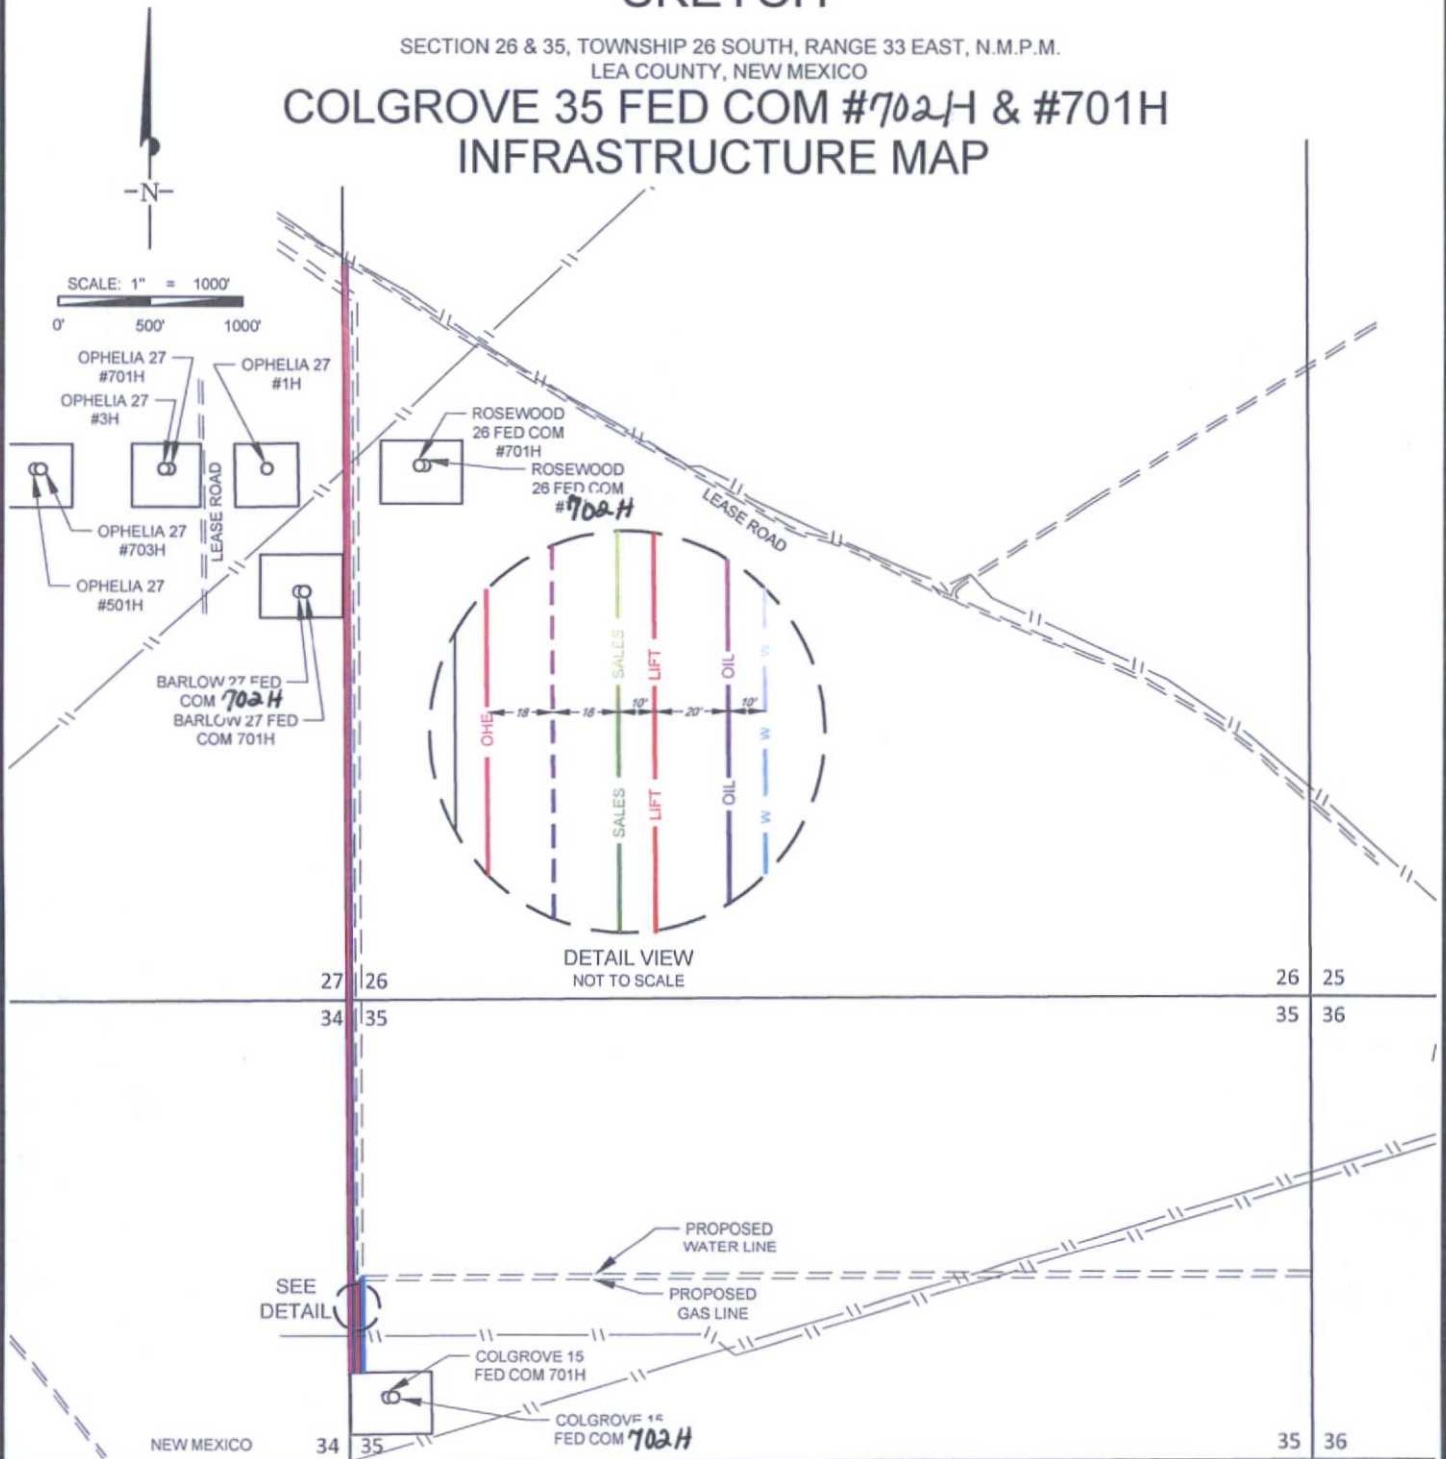 SKETCH
SECTION 26 & 35, TOWNSHIP 26 SOUTH, RANGE 33 EAST, N.M.P.M.
LEA COUNTY, NEW MEXICO
COLGROVE 35 FED COM #702H & #701H
INFRASTRUCTURE MAP
-N-
SCALE: 1" = 1000'
0' 500' 1000'
OPHELIA 27
#701H
OPHELIA 27
#3H
OPHELIA 27
#1H
ROSEWOOD
26 FED COM
#701H
ROSEWOOD
26 FED COM
#702H
LEASE ROAD
LEASE ROAD
OPHELIA 27
#703H
OPHELIA 27
#501H
BARLOW 27 FED
COM 702H
BARLOW 27 FED
COM 701H
OHE
SALES
LIFT
OIL
W
18 18 10' 20' 10'
SALES
LIFT
OIL
W
W
DETAIL VIEW
NOT TO SCALE
27 26
34 35
26 25
35 36
PROPOSED
WATER LINE
PROPOSED
GAS LINE
SEE
DETAIL
COLGROVE 15
FED COM 701H
COLGROVE 15
FED COM 702H
NEW MEXICO
34 35
35 36